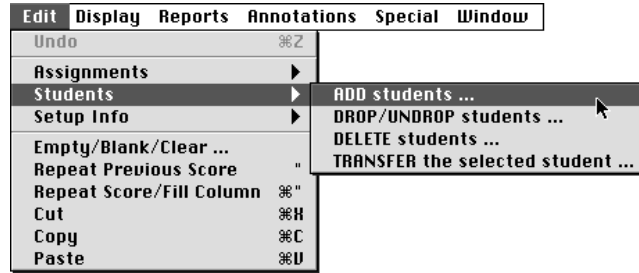 Edit Display Reports Annotations Special Window
Undo ⌘Z
Assignments
Students
Setup Info
Empty/Blank/Clear ...
Repeat Previous Score "
Repeat Score/Fill Column ⌘"
Cut ⌘X
Copy ⌘C
Paste ⌘V
ADD students ...
DROP/UNDROP students ...
DELETE students ...
TRANSFER the selected student ...